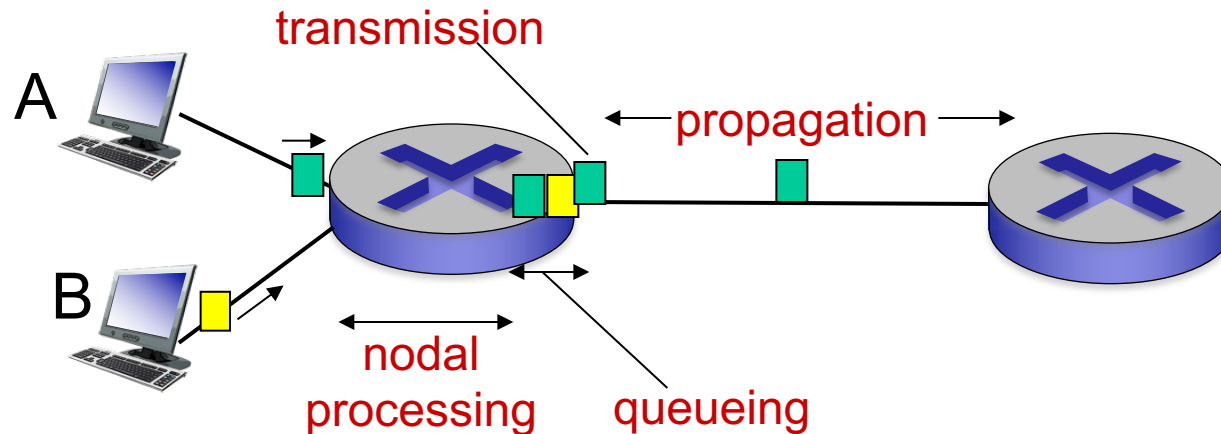 transmission
A
propagation
B
nodal
processing
queueing